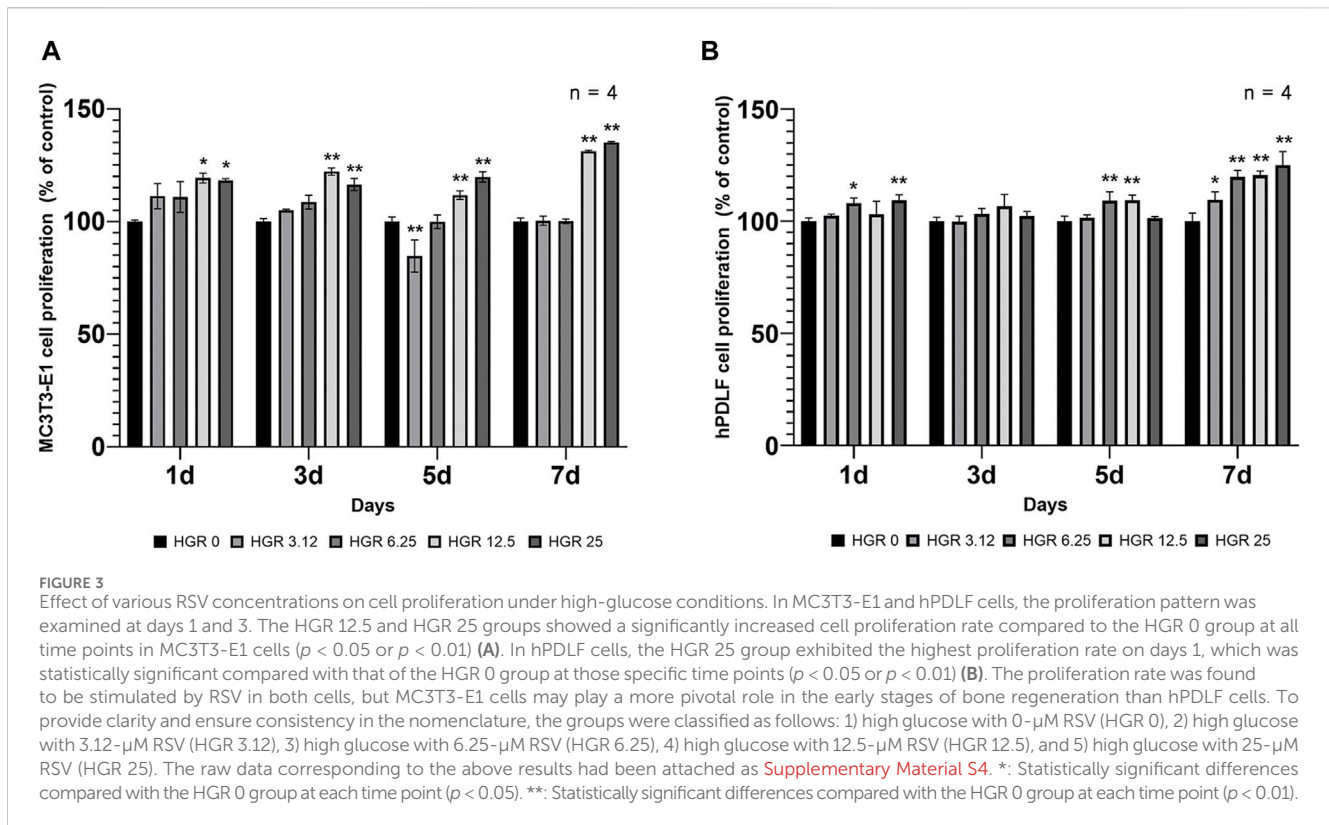 A
B
n = 4
n = 4
MC3T3-E1 cell proliferation (% of control)
150
100
50
0
* *
** **
** ** **
** **
1d 3d 5d 7d
Days
HGR 0 HGR 3.12 HGR 6.25 HGR 12.5 HGR 25
hPDLF cell proliferation (% of control)
150
100
50
0
* **
** **
* ** ** **
1d 3d 5d 7d
Days
HGR 0 HGR 3.12 HGR 6.25 HGR 12.5 HGR 25
FIGURE 3
Effect of various RSV concentrations on cell proliferation under high-glucose conditions. In MC3T3-E1 and hPDLF cells, the proliferation pattern was
examined at days 1 and 3. The HGR 12.5 and HGR 25 groups showed a significantly increased cell proliferation rate compared to the HGR 0 group at all
time points in MC3T3-E1 cells (p < 0.05 or p < 0.01) (A). In hPDLF cells, the HGR 25 group exhibited the highest proliferation rate on days 1, which was
statistically significant compared with that of the HGR 0 group at those specific time points (p < 0.05 or p < 0.01) (B). The proliferation rate was found
to be stimulated by RSV in both cells, but MC3T3-E1 cells may play a more pivotal role in the early stages of bone regeneration than hPDLF cells. To
provide clarity and ensure consistency in the nomenclature, the groups were classified as follows: 1) high glucose with 0-μM RSV (HGR 0), 2) high glucose
with 3.12-μM RSV (HGR 3.12), 3) high glucose with 6.25-μM RSV (HGR 6.25), 4) high glucose with 12.5-μM RSV (HGR 12.5), and 5) high glucose with 25-μM
RSV (HGR 25). The raw data corresponding to the above results had been attached as Supplementary Material S4. *: Statistically significant differences
compared with the HGR 0 group at each time point (p < 0.05). **: Statistically significant differences compared with the HGR 0 group at each time point (p < 0.01).